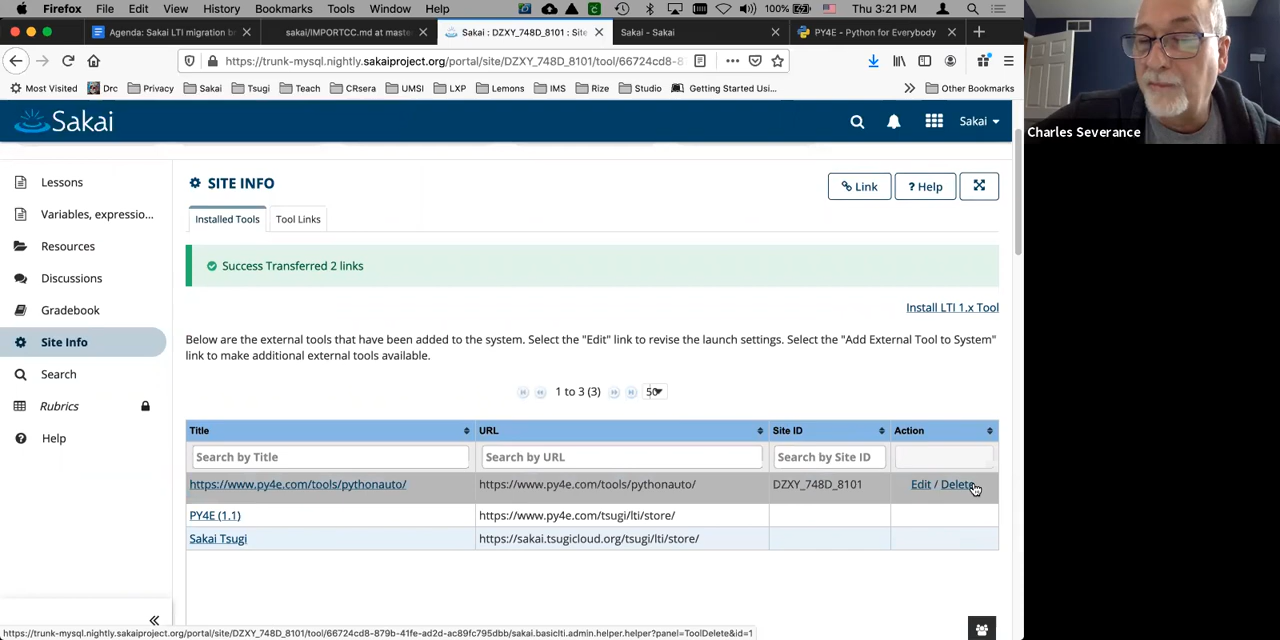 Firefox File Edit View History Bookmarks Tools Window Help 100% Thu 3:21 PM
Agenda: Sakai LTI migration br
sakai/IMPORTCC.md at maste
Sakai : DZXY_748D_8101 : Site
Sakai - Sakai
PY4E - Python for Everybody
https://trunk-mysql.nightly.sakaiproject.org/portal/site/DZXY_748D_8101/tool/66724cd8-8
Most Visited Drc Privacy Sakai Tsugi Teach CRsera UMSI LXP Lemons IMS Rize Studio Getting Started Usi... Other Bookmarks
Charles Severance
Sakai
Sakai
Lessons
Variables, expressio...
Resources
Discussions
Gradebook
Site Info
Search
Rubrics
Help
SITE INFO
Link
? Help
Installed Tools
Tool Links
Success Transferred 2 links
Install LTI 1.x Tool
Below are the external tools that have been added to the system. Select the "Edit" link to revise the launch settings. Select the "Add External Tool to System"
link to make additional external tools available.
1 to 3 (3) 50
Title URL Site ID Action
Search by Title Search by URL Search by Site ID
https://www.py4e.com/tools/pythonauto/ https://www.py4e.com/tools/pythonauto/ DZXY_748D_8101 Edit / Delete
PY4E (1.1) https://www.py4e.com/tsugi/lti/store/
Sakai Tsugi https://sakai.tsugicloud.org/tsugi/lti/store/
https://trunk-mysql.nightly.sakaiproject.org/portal/site/DZXY_748D_8101/tool/66724cd8-879b-41fe-ad2d-ac89fc795dbb/sakai.basiclti.admin.helper.helper?panel=ToolDelete&id=1